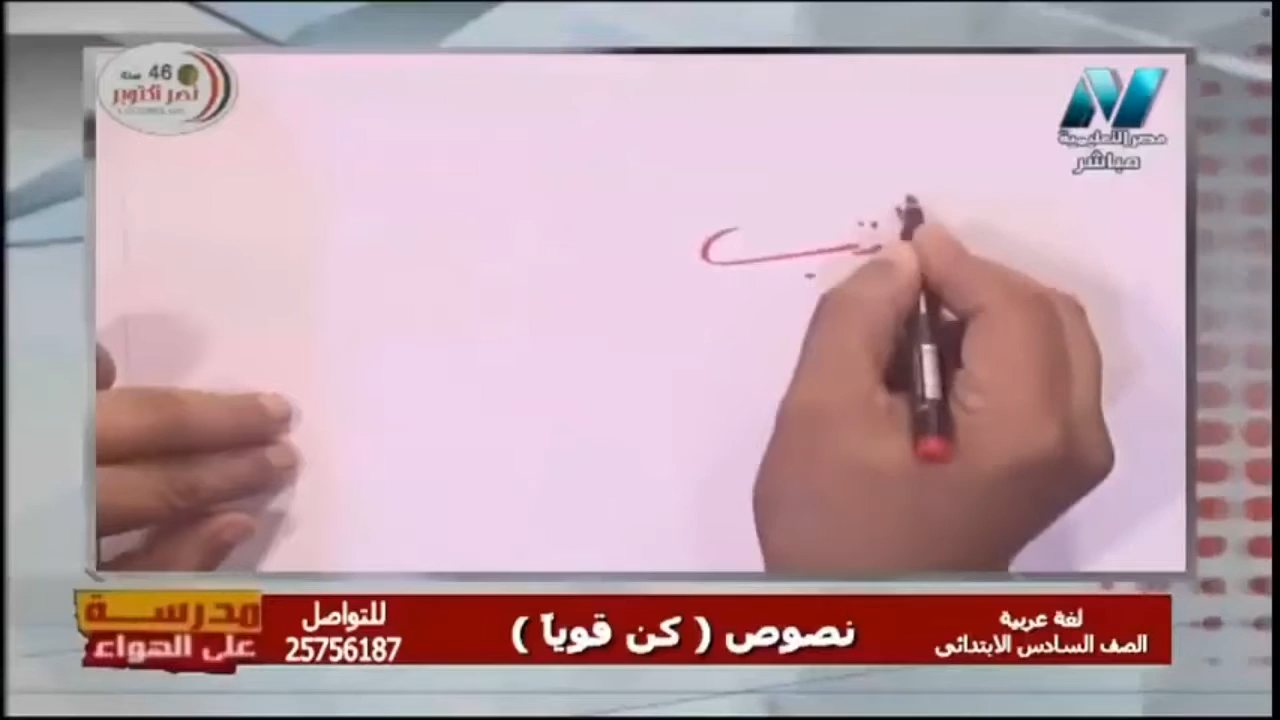 46 سنة
نصر أكتوبر
مصر التعليمية
مباشر
مدرسة
على الهواء
للتواصل
25756187
نصوص ( كن قوياً )
لغة عربية
الصف السادس الابتدائى